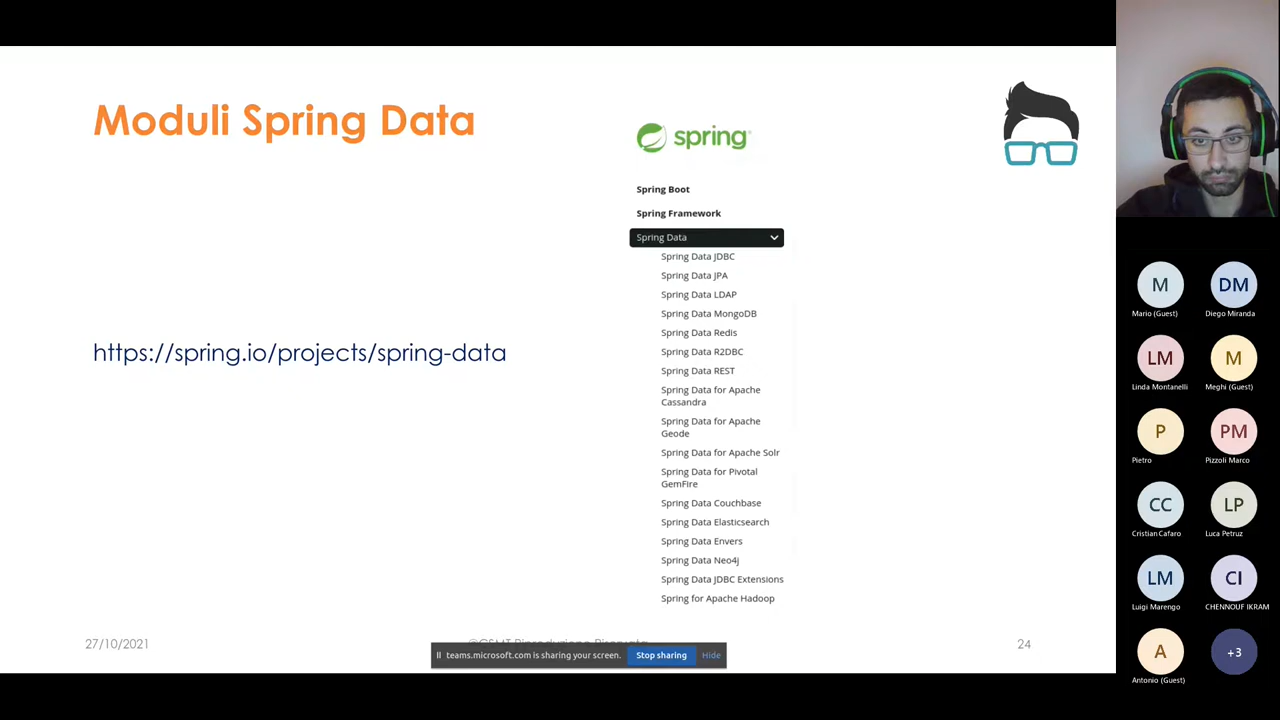 Moduli Spring Data
spring
Spring Boot
Spring Framework
Spring Data
Spring Data JDBC
Spring Data JPA
Spring Data LDAP
Spring Data MongoDB
https://spring.io/projects/spring-data
Spring Data Redis
Spring Data R2DBC
Spring Data REST
Spring Data for Apache
Cassandra
Spring Data for Apache
Geode
Spring Data for Apache Solr
Spring Data for Pivotal
GemFire
Spring Data Couchbase
Spring Data Elasticsearch
Spring Data Envers
Spring Data Neo4j
Spring Data JDBC Extensions
Spring for Apache Hadoop
27/10/2021
24
teams.microsoft.com is sharing your screen.
Stop sharing
Hide
M
DM
Mario (Guest)
Diego Miranda
LM
M
Linda Montanelli
Meghi (Guest)
P
PM
Pietro
Pizzoli Marco
CC
LP
Cristian Cafaro
Luca Petruz
LM
CI
Luigi Marengo
CHENNOUF IKRAM
A
+3
Antonio (Guest)